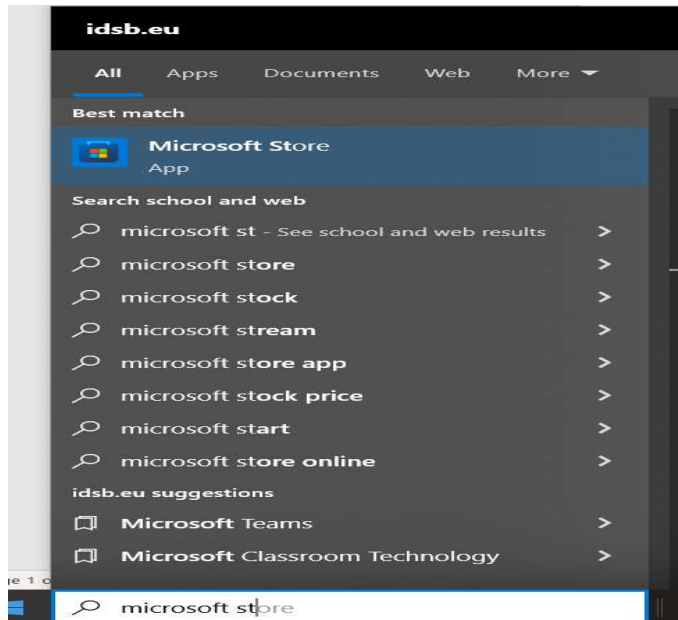 idsb.eu
All Apps Documents Web More
Best match
Microsoft Store
App
Search school and web
microsoft st - See school and web results
microsoft store
microsoft stock
microsoft stream
microsoft store app
microsoft stock price
microsoft start
microsoft store online
idsb.eu suggestions
Microsoft Teams
Microsoft Classroom Technology
1
microsoft store